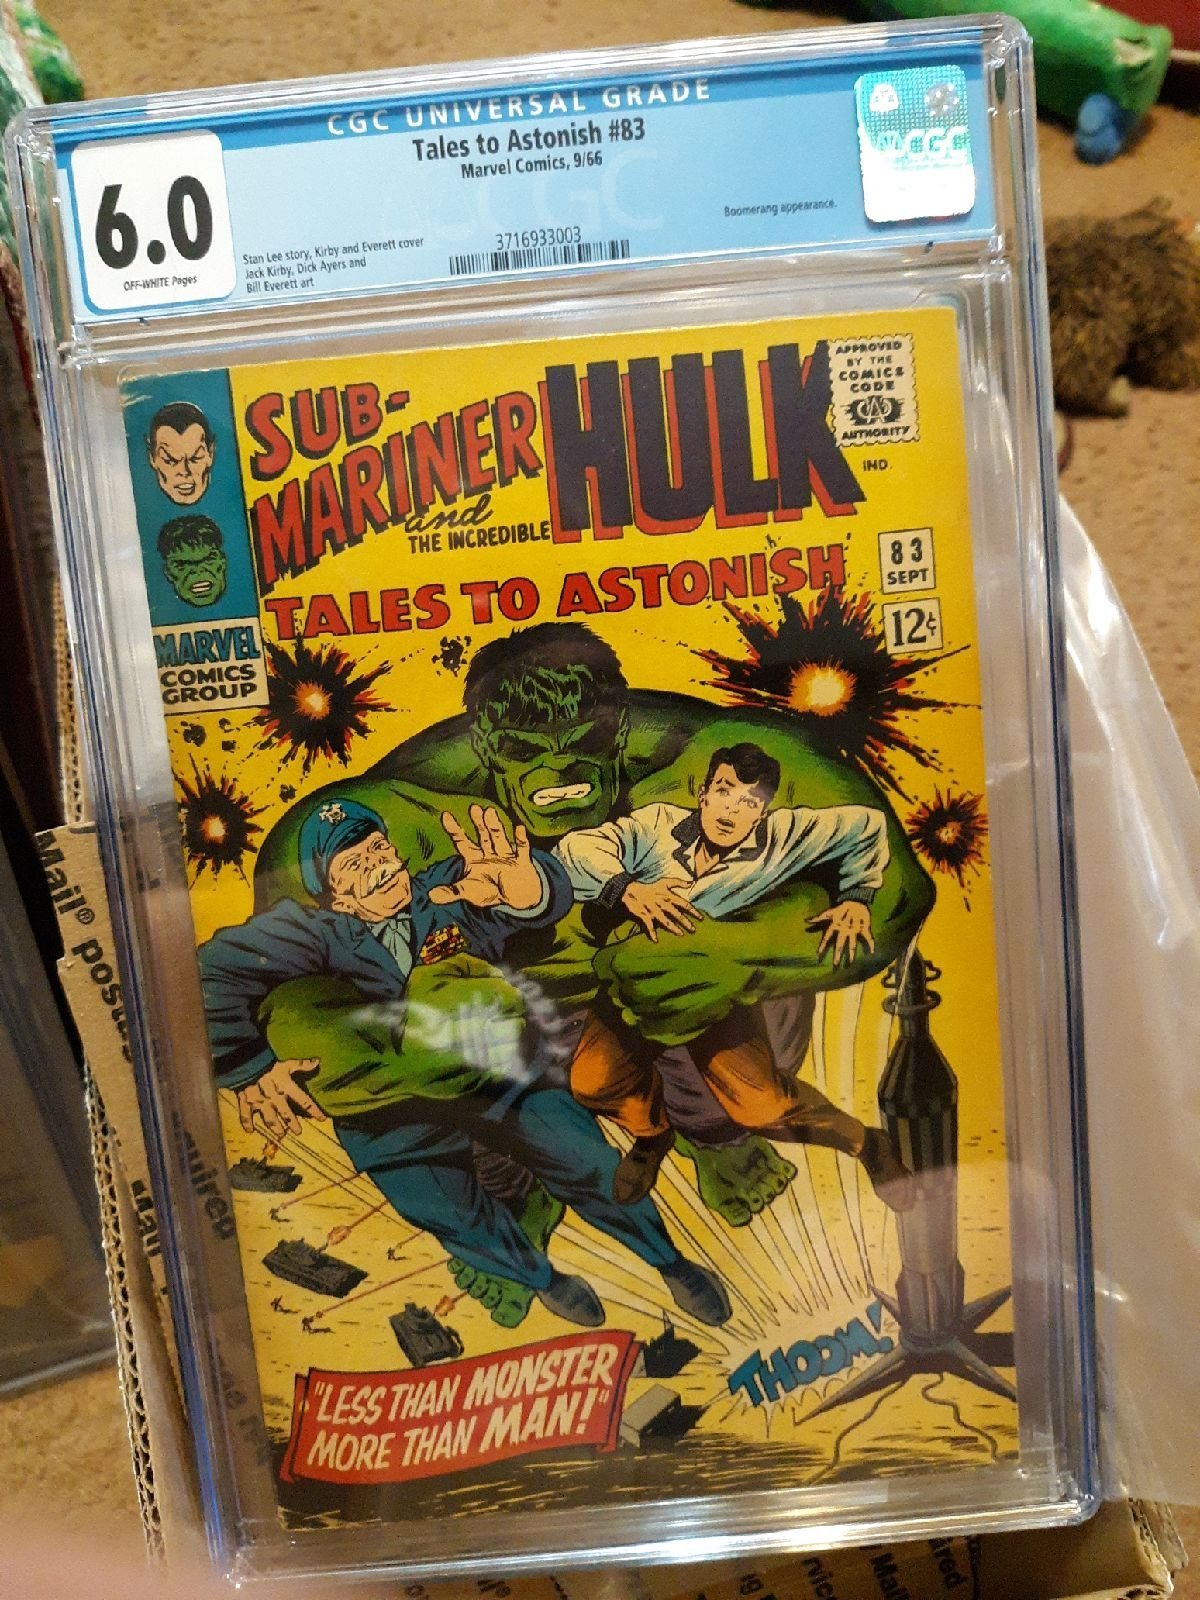 CGC UNIVERSAL GRADE
Tales to Astonish #83
Marvel Comics, 9/66
6.0
OFF-WHITE Pages
Stan Lee story, Kirby and Everett cover
Jack Kirby, Dick Ayers and
Bill Everett art
3716933003
Boomerang appearance.
CGC
CGC
SUB-
MARINER
and
THE INCREDIBLE
HULK
APPROVED
BY THE
COMICS
CODE
AUTHORITY
IND.
TALES TO ASTONISH
83
SEPT
12¢
MARVEL
COMICS
GROUP
THOOM!
"LESS THAN MONSTER
MORE THAN MAN!"
Mail®